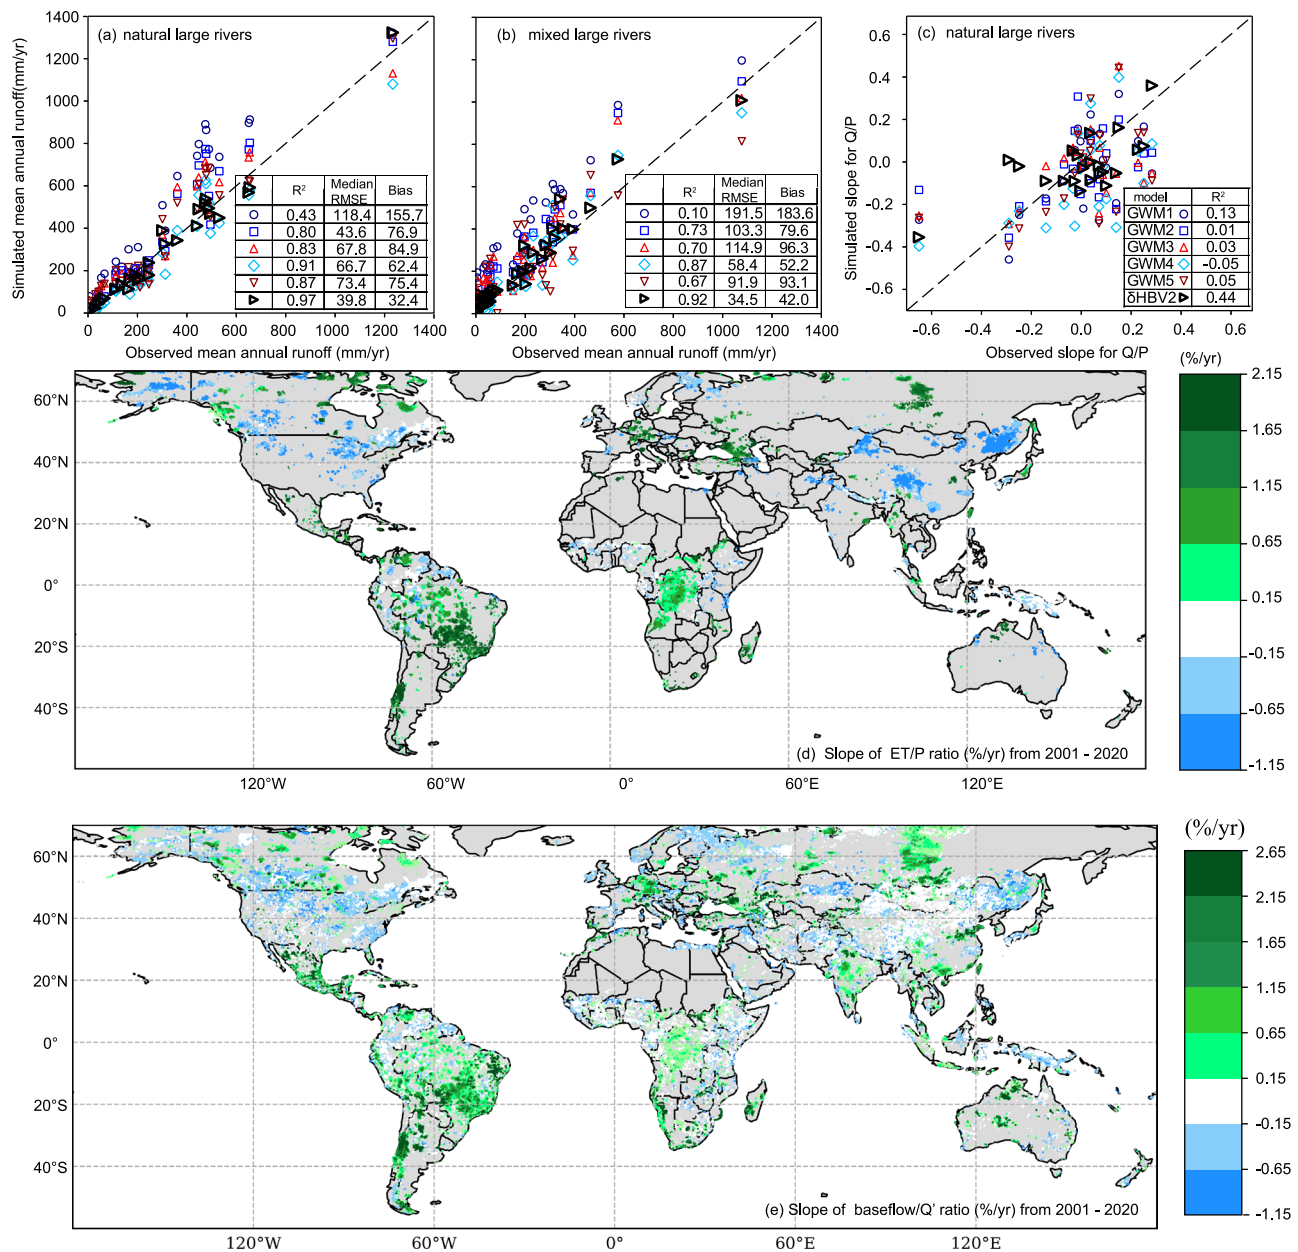 (a) natural large rivers
Simulated mean annual runoff(mm/yr)
1400
1200
1000
800
600
400
200
0
R² Median RMSE Bias
0.43 118.4 155.7
0.80 43.6 76.9
0.83 67.8 84.9
0.91 66.7 62.4
0.87 73.4 75.4
0.97 39.8 32.4
0 200 400 600 800 1000 1200 1400
Observed mean annual runoff (mm/yr)
(b) mixed large rivers
R² Median RMSE Bias
0.10 191.5 183.6
0.73 103.3 79.6
0.70 114.9 96.3
0.87 58.4 52.2
0.67 91.9 93.1
0.92 34.5 42.0
0 200 400 600 800 1000 1200 1400
Observed mean annual runoff (mm/yr)
(c) natural large rivers
Simulated slope for Q/P
0.6
0.4
0.2
0.0
-0.2
-0.4
-0.6
model R²
GWM1 0.13
GWM2 0.01
GWM3 0.03
GWM4 -0.05
GWM5 0.05
δHBV2 0.44
-0.6 -0.4 -0.2 0.0 0.2 0.4 0.6
Observed slope for Q/P
60°N
40°N
20°N
0°
20°S
40°S
(d) Slope of ET/P ratio (%/yr) from 2001 - 2020
120°W 60°W 0° 60°E 120°E
(%/yr)
2.15
1.65
1.15
0.65
0.15
-0.15
-0.65
-1.15
60°N
40°N
20°N
0°
20°S
40°S
(e) Slope of baseflow/Q' ratio (%/yr) from 2001 - 2020
120°W 60°W 0° 60°E 120°E
(%/yr)
2.65
2.15
1.65
1.15
0.65
0.15
-0.15
-0.65
-1.15